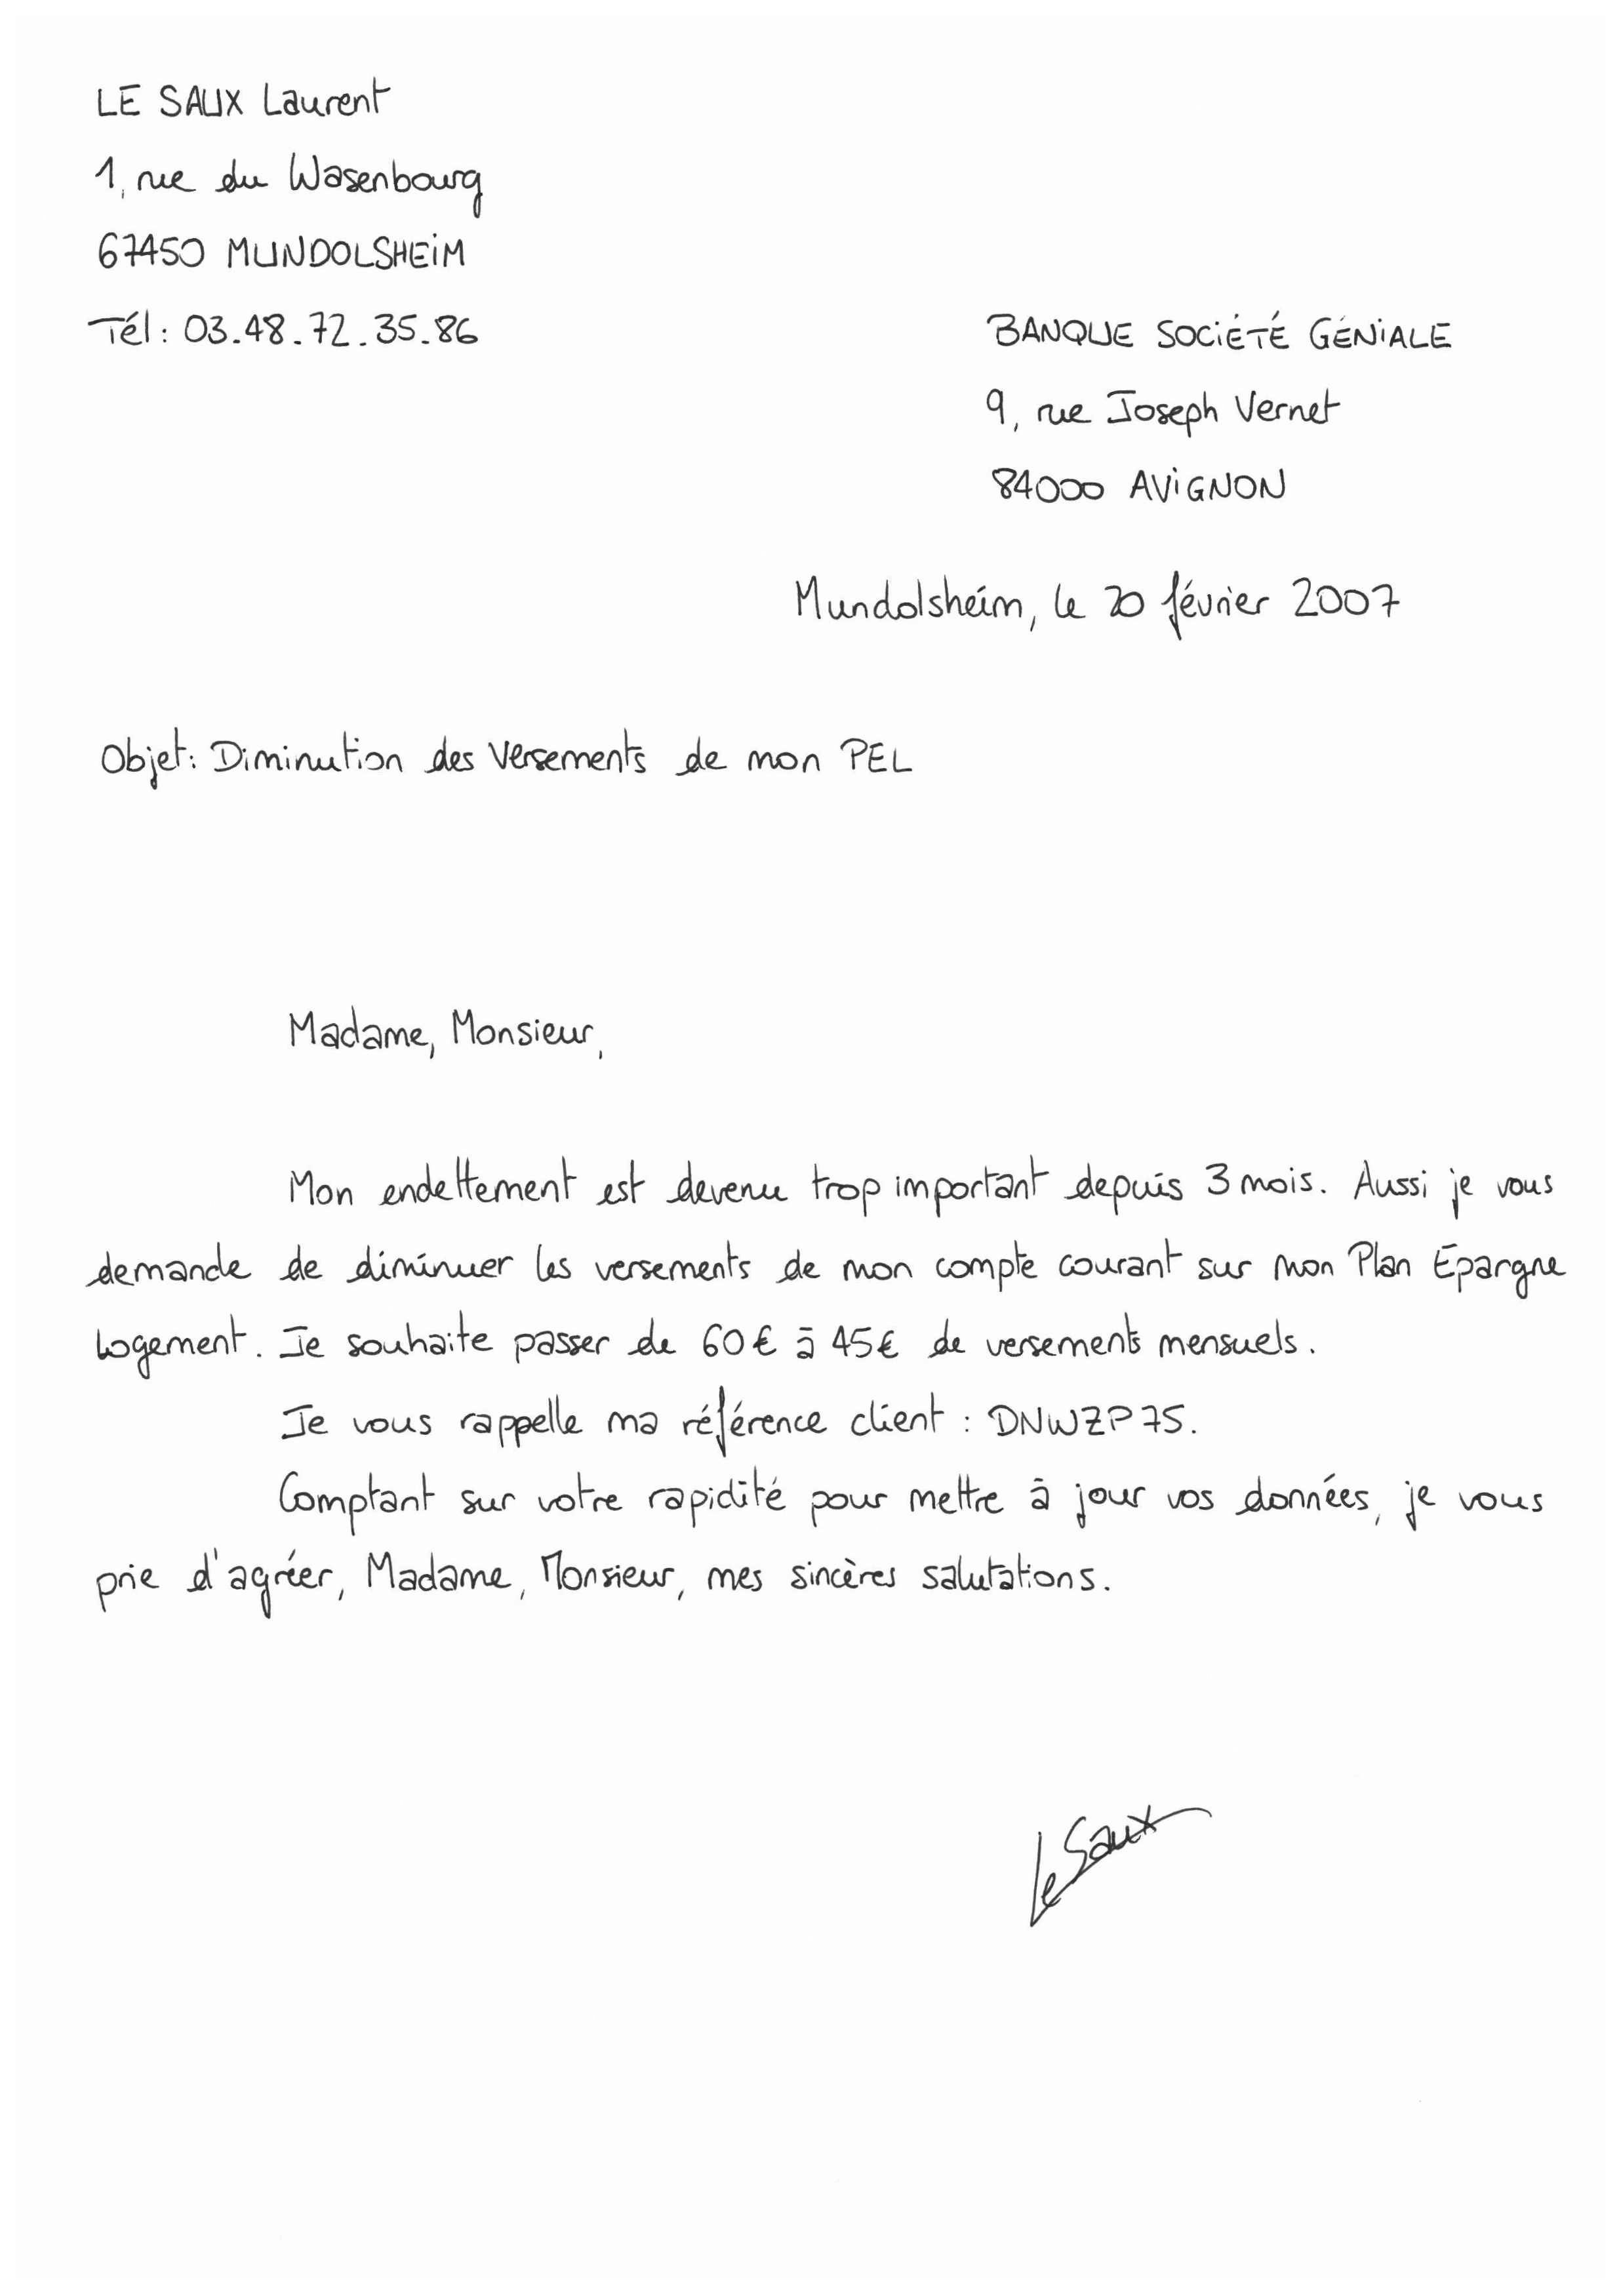 LE SAUX Laurent
1, rue du Wasenbourg
67450 MUNDOLSHEIM
Tél : 03.48.72.35.86
BANQUE SOCIÉTÉ GÉNIALE
9, rue Joseph Vernet
84000 AVIGNON
Mundolsheim, le 20 février 2007
Objet : Diminution des versements de mon PEL
Madame, Monsieur,
Mon endettement est devenu trop important depuis 3 mois. Aussi je vous
demande de diminuer les versements de mon compte courant sur mon Plan Epargne
logement. Je souhaite passer de 60€ à 45€ de versements mensuels.
Je vous rappelle ma référence client : DNWZP75.
Comptant sur votre rapidité pour mettre à jour vos données, je vous
prie d'agréer, Madame, Monsieur, mes sincères salutations.
Le Saux